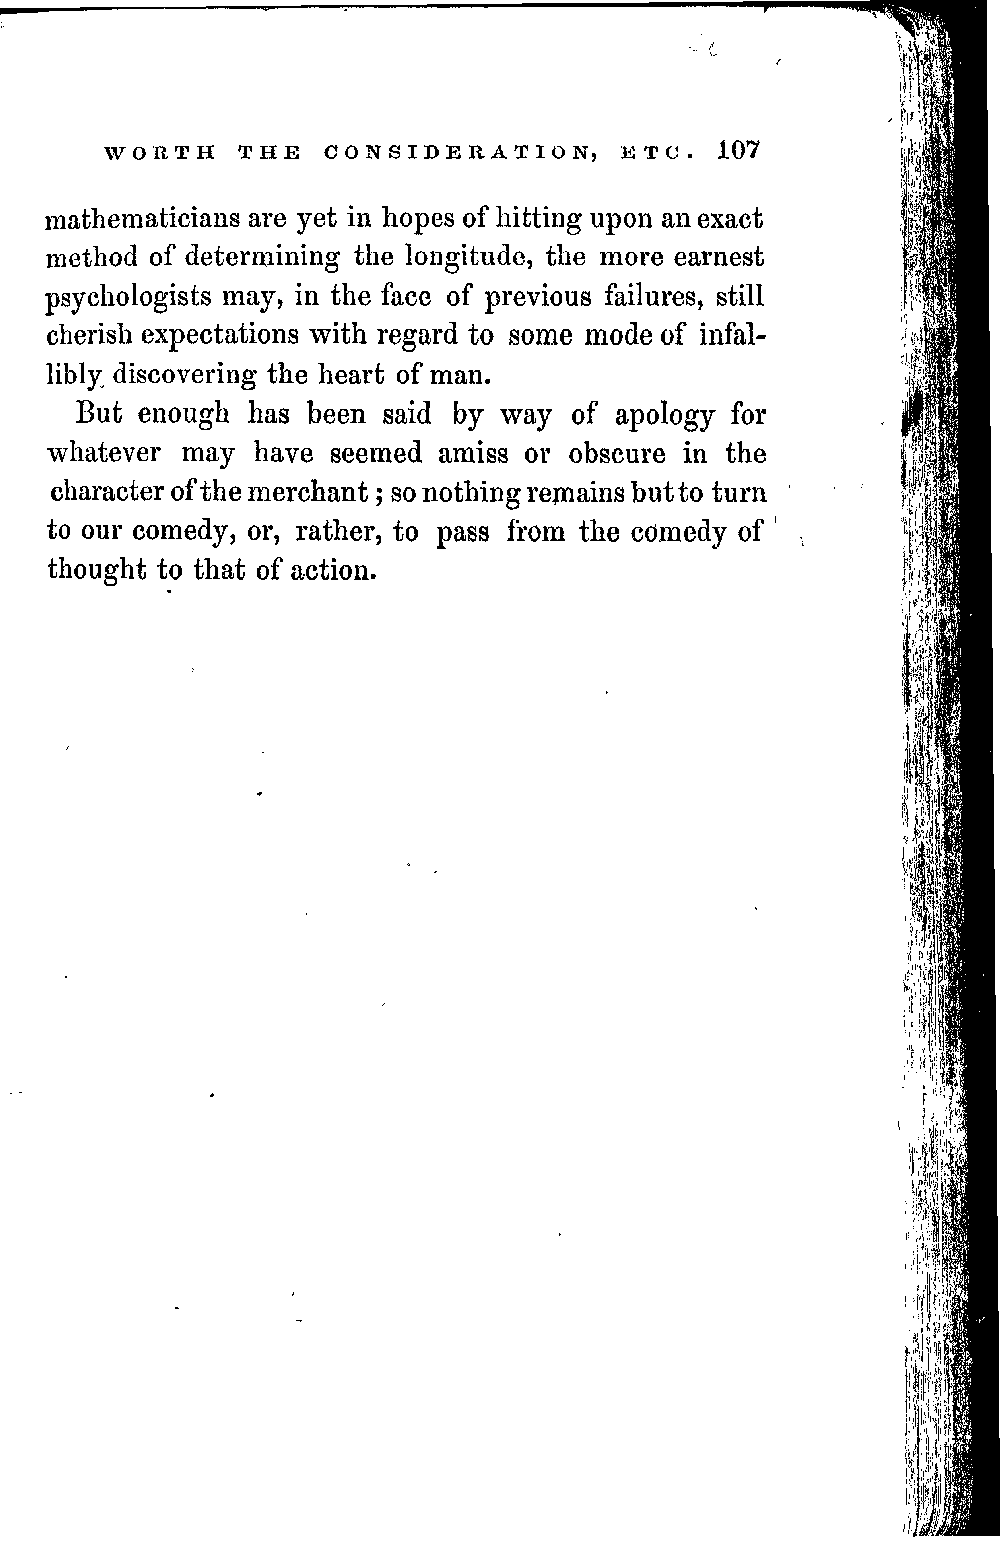 WORTH THE CONSIDERATION, ETC. 107
mathematicians are yet in hopes of hitting upon an exact
method of determining the longitude, the more earnest
psychologists may, in the face of previous failures, still
cherish expectations with regard to some mode of infal-
libly discovering the heart of man.
But enough has been said by way of apology for
whatever may have seemed amiss or obscure in the
character of the merchant; so nothing remains but to turn
to our comedy, or, rather, to pass from the comedy of
thought to that of action.